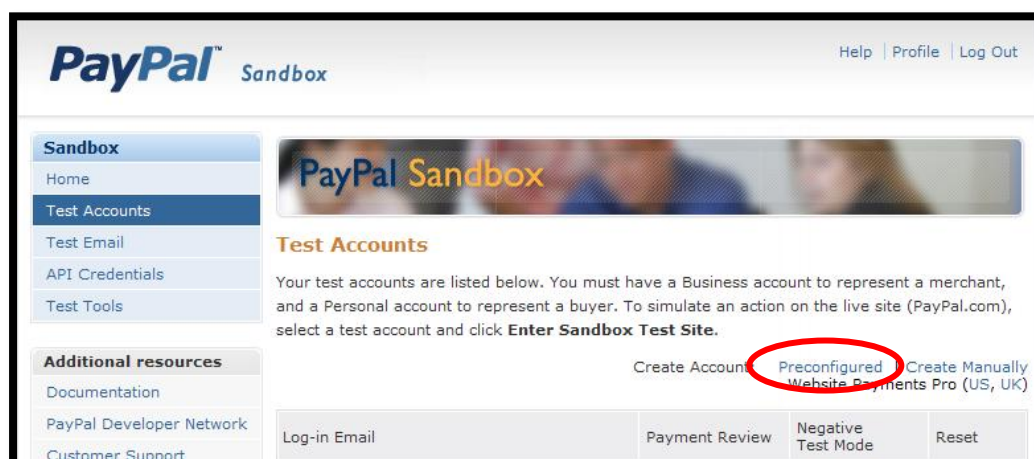 PayPal™ Sandbox
Help | Profile | Log Out
Sandbox
Home
Test Accounts
Test Email
API Credentials
Test Tools
Additional resources
Documentation
PayPal Developer Network
Customer Support
PayPal Sandbox
Test Accounts
Your test accounts are listed below. You must have a Business account to represent a merchant,
and a Personal account to represent a buyer. To simulate an action on the live site (PayPal.com),
select a test account and click Enter Sandbox Test Site.
Create Account: Preconfigured | Create Manually
Website Payments Pro (US, UK)
Log-in Email
Payment Review
Negative
Test Mode
Reset